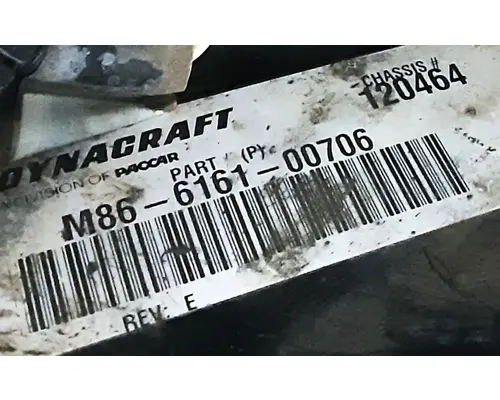 DYNACRAFT
DIVISION OF PACCAR
CHASSIS #
120464
PART (P)
M86-6161-00706
REV: E